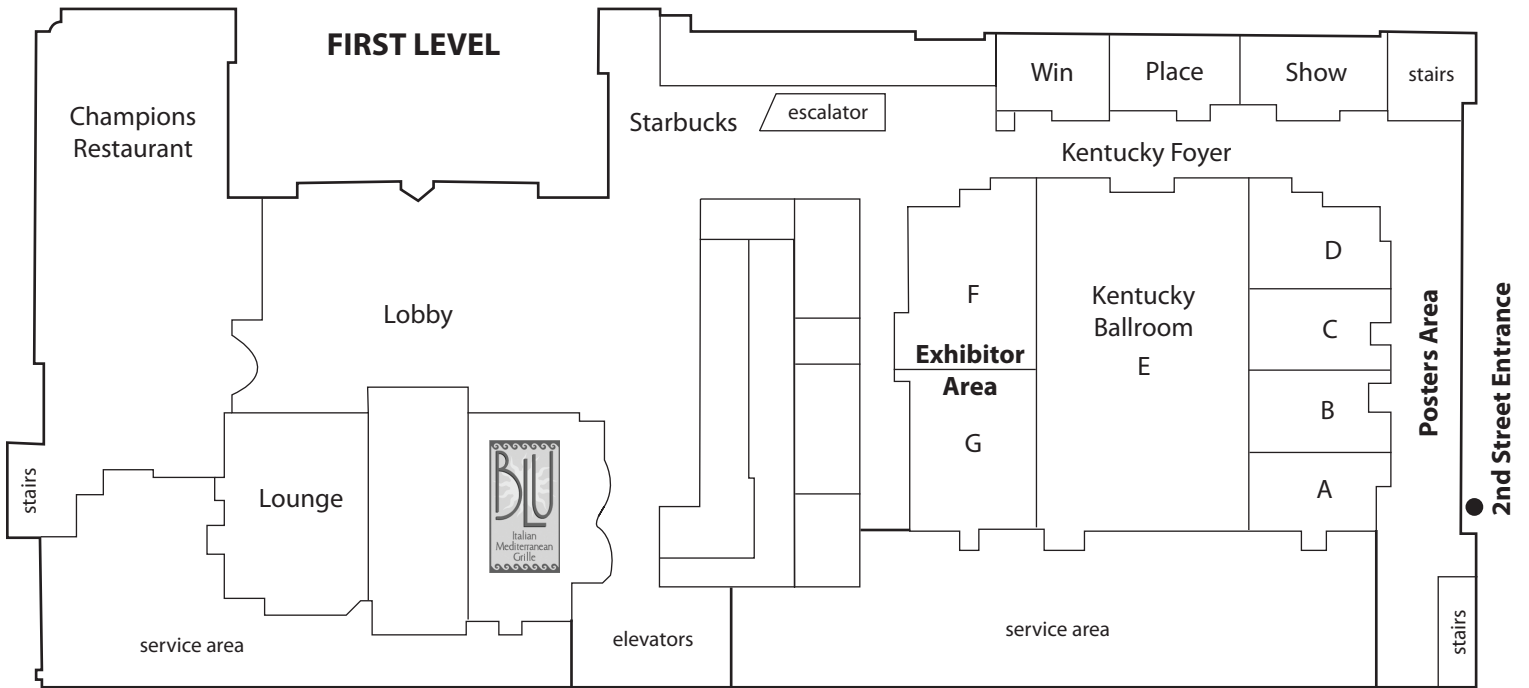 FIRST LEVEL
Champions
Restaurant
Starbucks
escalator
Win
Place
Show
stairs
Kentucky Foyer
Lobby
F
Exhibitor
Area
G
Kentucky
Ballroom
E
D
C
B
A
Posters Area
2nd Street Entrance
stairs
Lounge
BLU
Italian
Mediterranean
Grille
service area
elevators
service area
stairs